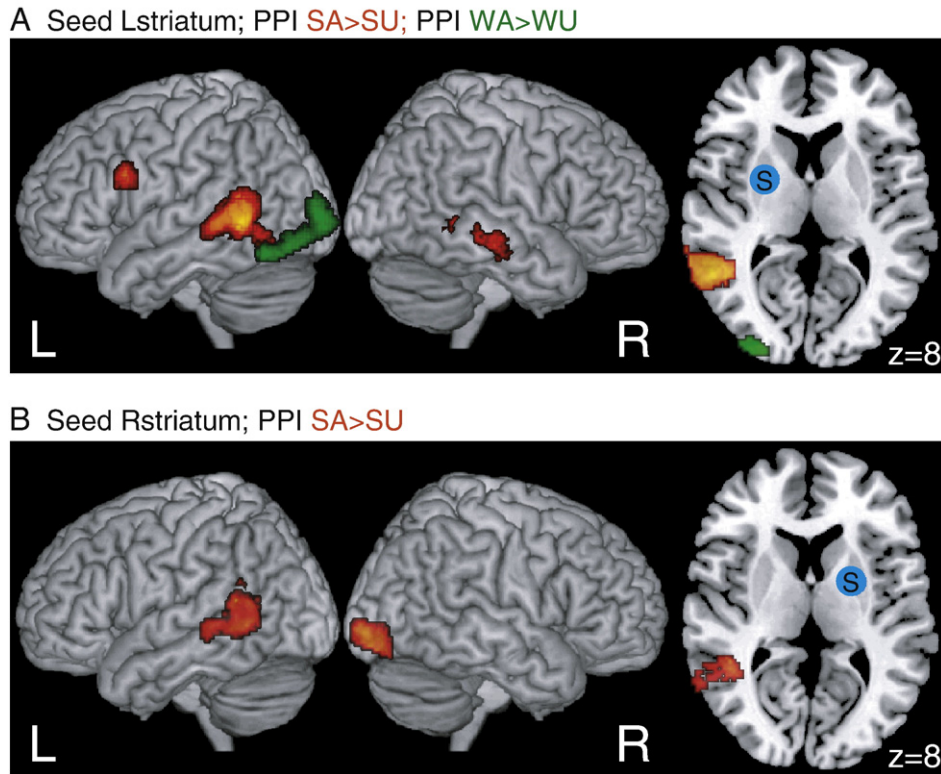 A Seed Lstriatum; PPI SA>SU; PPI WA>WU
S
L
R
z=8
B Seed Rstriatum; PPI SA>SU
S
L
R
z=8